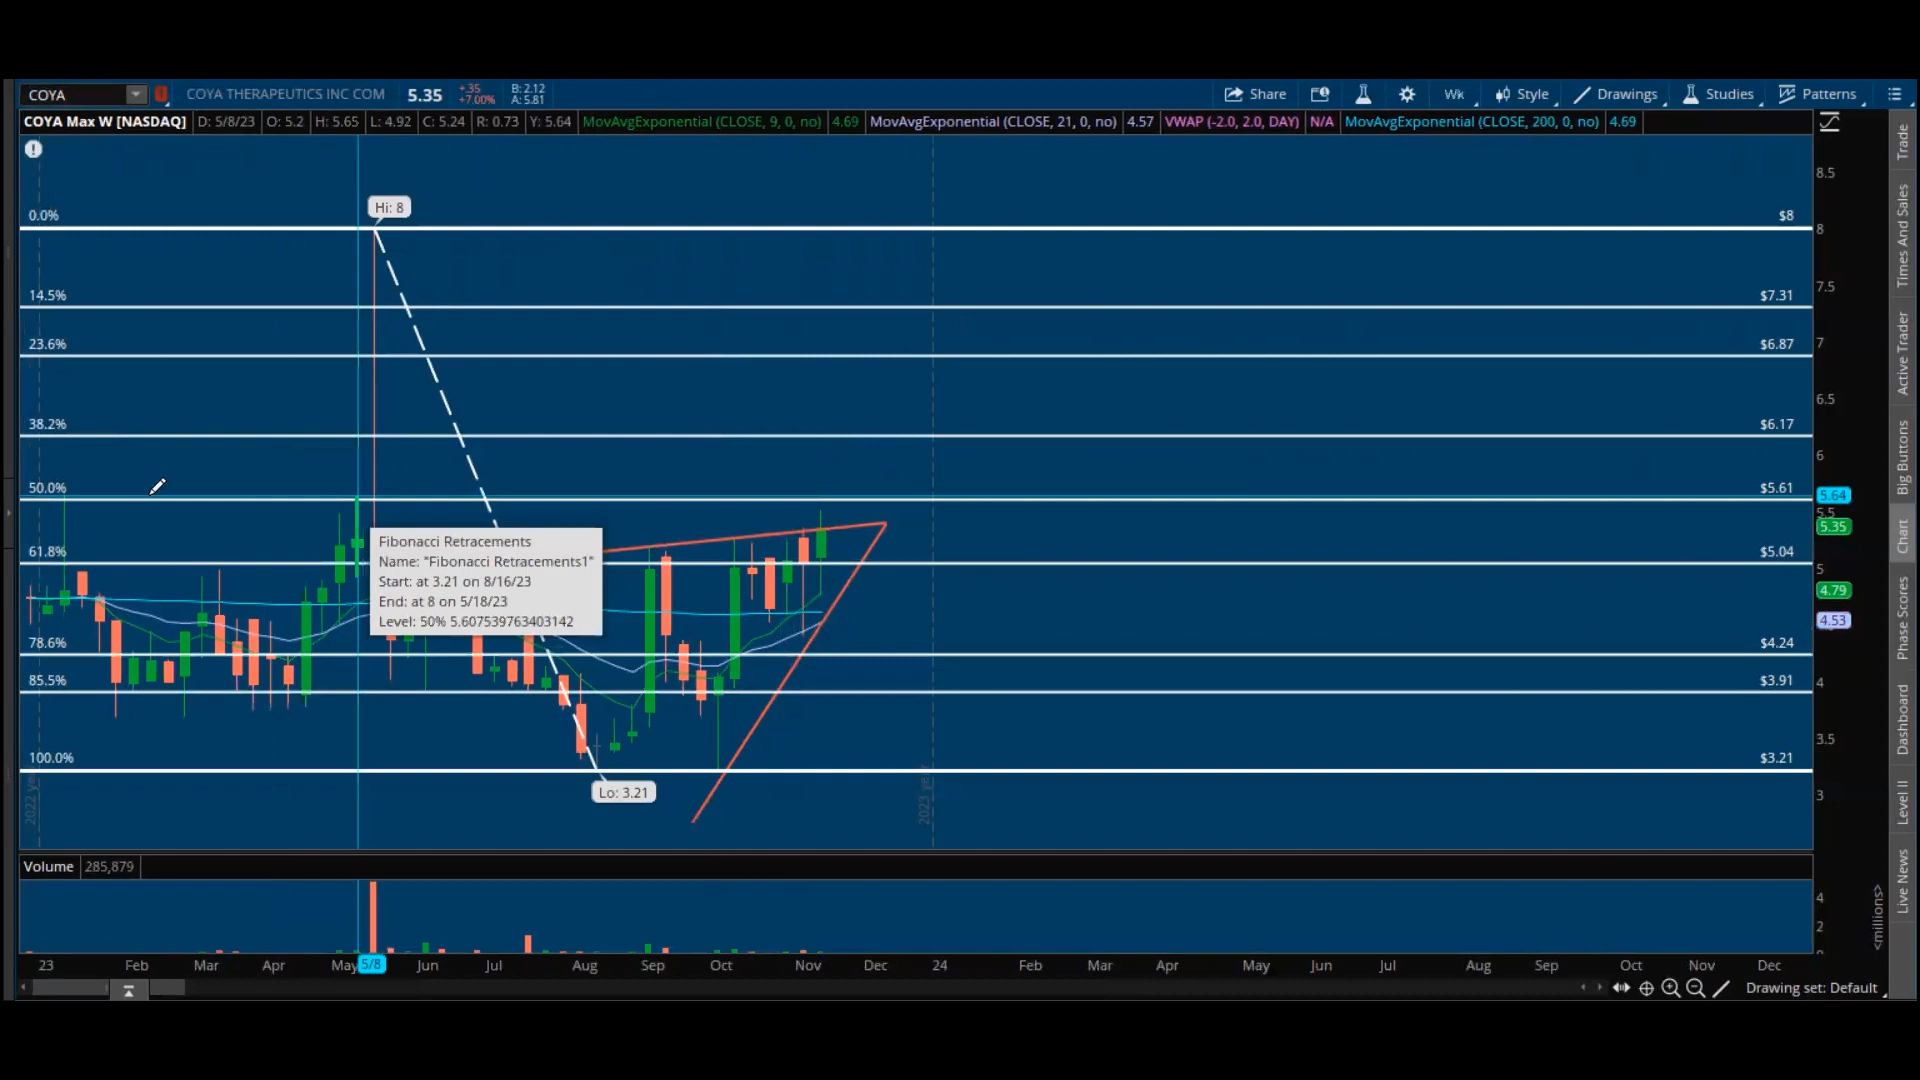 COYA COYA THERAPEUTICS INC COM 5.35 +.35 +7.00% B: 2.12 A: 5.81 Share Wk Style Drawings Studies Patterns
COYA Max W [NASDAQ] D: 5/8/23 O: 5.2 H: 5.65 L: 4.92 C: 5.24 R: 0.73 Y: 5.64 MovAvgExponential (CLOSE, 9, 0, no) 4.69 MovAvgExponential (CLOSE, 21, 0, no) 4.57 VWAP (-2.0, 2.0, DAY) N/A MovAvgExponential (CLOSE, 200, 0, no) 4.69
8.5
Hi: 8
0.0% $8
8
14.5% $7.31
7.5
23.6% $6.87
7
6.5
38.2% $6.17
6
50.0% $5.61
5.64
5.5
5.35
Fibonacci Retracements
Name: "Fibonacci Retracements1"
Start: at 3.21 on 8/16/23
End: at 8 on 5/18/23
Level: 50% 5.607539763403142
61.8% $5.04
5
4.79
4.53
78.6% $4.24
85.5% $3.91
4
3.5
100.0% $3.21
Lo: 3.21
3
2022 year
2023 year
Volume 285,879
4
2
<millions>
23 Feb Mar Apr May 5/8 Jun Jul Aug Sep Oct Nov Dec 24 Feb Mar Apr May Jun Jul Aug Sep Oct Nov Dec
Drawing set: Default
Trade
Times And Sales
Active Trader
Big Buttons
Chart
Phase Scores
Dashboard
Level II
Live News